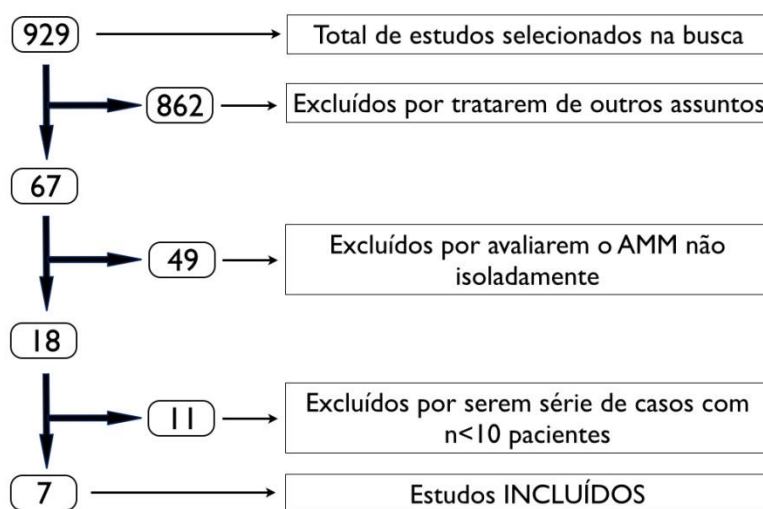 929
Total de estudos selecionados na busca
862
Excluídos por tratarem de outros assuntos
67
49
Excluídos por avaliarem o AMM não
isoladamente
18
11
Excluídos por serem série de casos com
n<10 pacientes
7
Estudos INCLUÍDOS